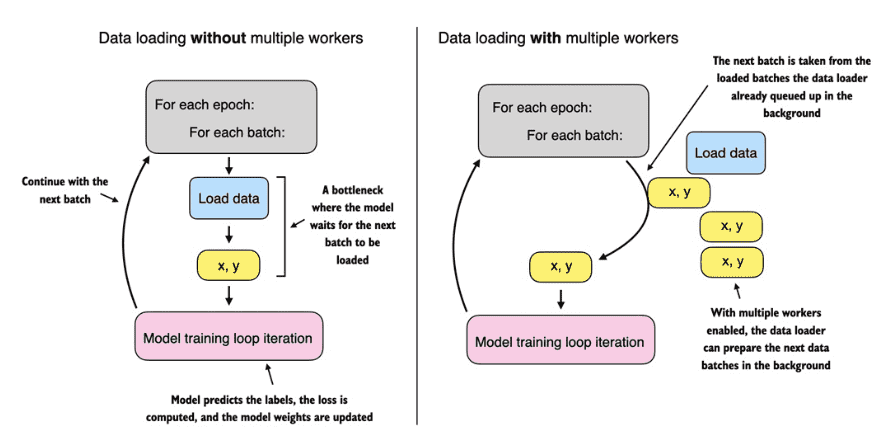 Data loading without multiple workers
For each epoch:
For each batch:
Continue with the
next batch
Load data
A bottleneck
where the model
waits for the next
batch to be
loaded
x, y
Model training loop iteration
Model predicts the labels, the loss is
computed, and the model weights are updated
Data loading with multiple workers
The next batch is taken from the
loaded batches the data loader
already queued up in the
background
For each epoch:
For each batch:
Load data
x, y
x, y
x, y
x, y
Model training loop iteration
With multiple workers
enabled, the data loader
can prepare the next data
batches in the background